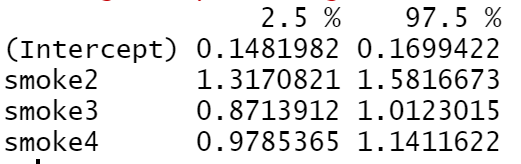 2.5 % 97.5 %
(Intercept) 0.1481982 0.1699422
smoke2 1.3170821 1.5816673
smoke3 0.8713912 1.0123015
smoke4 0.9785365 1.1411622